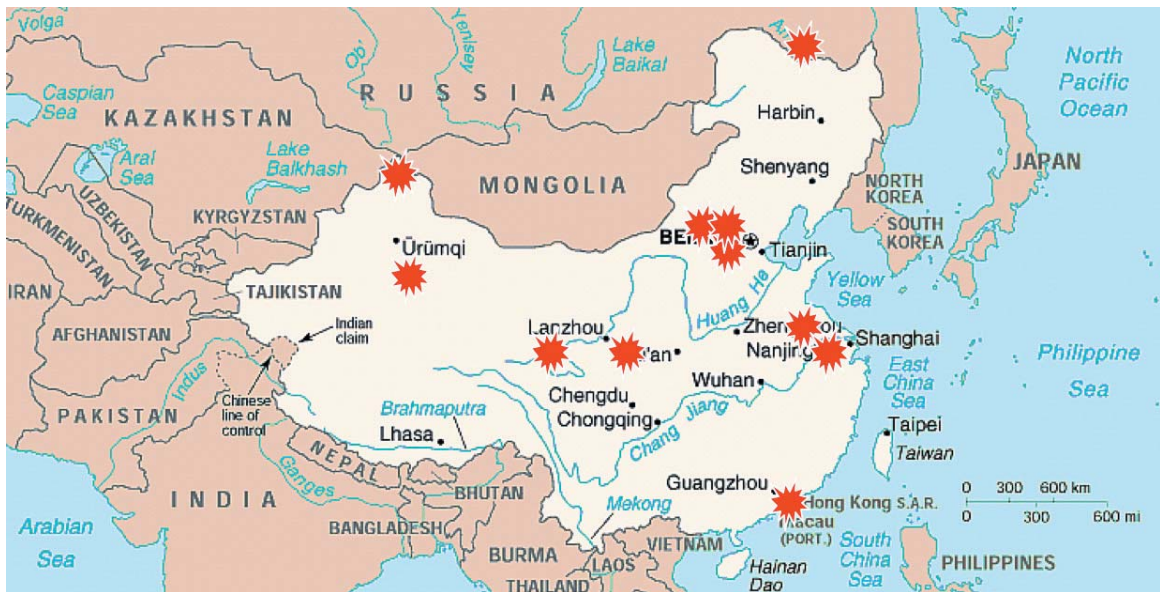 Volga
Ob'
Yenisey
Lake
Baikal
RUSSIA
North
Pacific
Ocean
Caspian
Sea
KAZAKHSTAN
Aral
Sea
Lake
Balkhash
Harbin
Shenyang
MONGOLIA
JAPAN
NORTH
KOREA
SOUTH
KOREA
UZBEKISTAN
TURKMENISTAN
KYRGYZSTAN
Ürümqi
Tianjin
Yellow
Sea
IRAN
TAJIKISTAN
AFGHANISTAN
Indian
claim
Huang He
Lanzhou
Shanghai
Nanjing
Wuhan
East
China
Sea
Philippine
Sea
Indus
PAKISTAN
Chinese
line of
control
Chengdu
Chongqing
Chang Jiang
Brahmaputra
Lhasa
Taipei
Taiwan
NEPAL
Ganges
INDIA
BHUTAN
BANGLADESH
Mekong
Guangzhou
Hong Kong S.A.R.
Macau
(PORT.)
0 300 600 km
0 300 600 mi
Arabian
Sea
BURMA
VIETNAM
LAOS
THAILAND
Hainan
Dao
South
China
Sea
PHILIPPINES